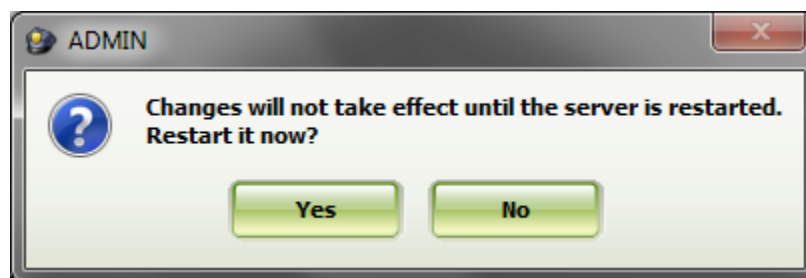 ADMIN
Changes will not take effect until the server is restarted.
Restart it now?
Yes
No